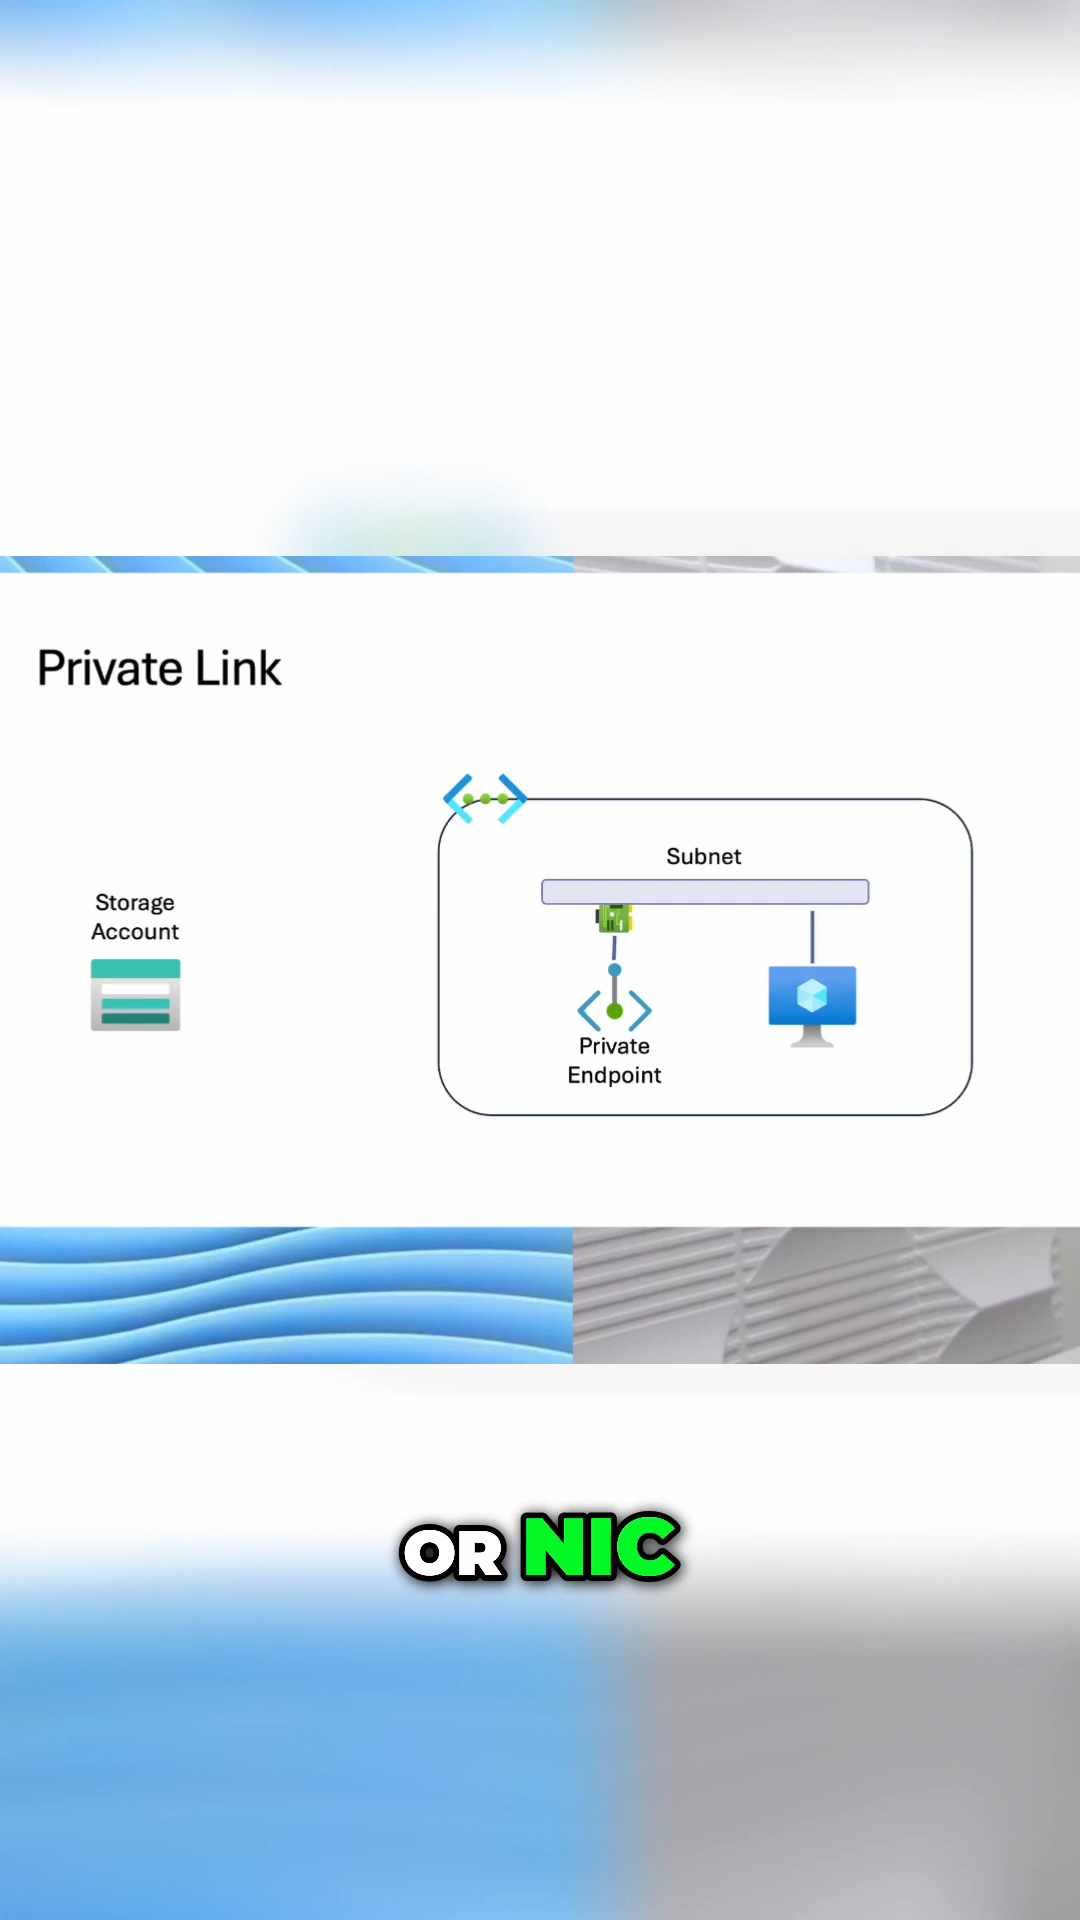 Private Link
Subnet
Storage
Account
Private
Endpoint
OR NIC